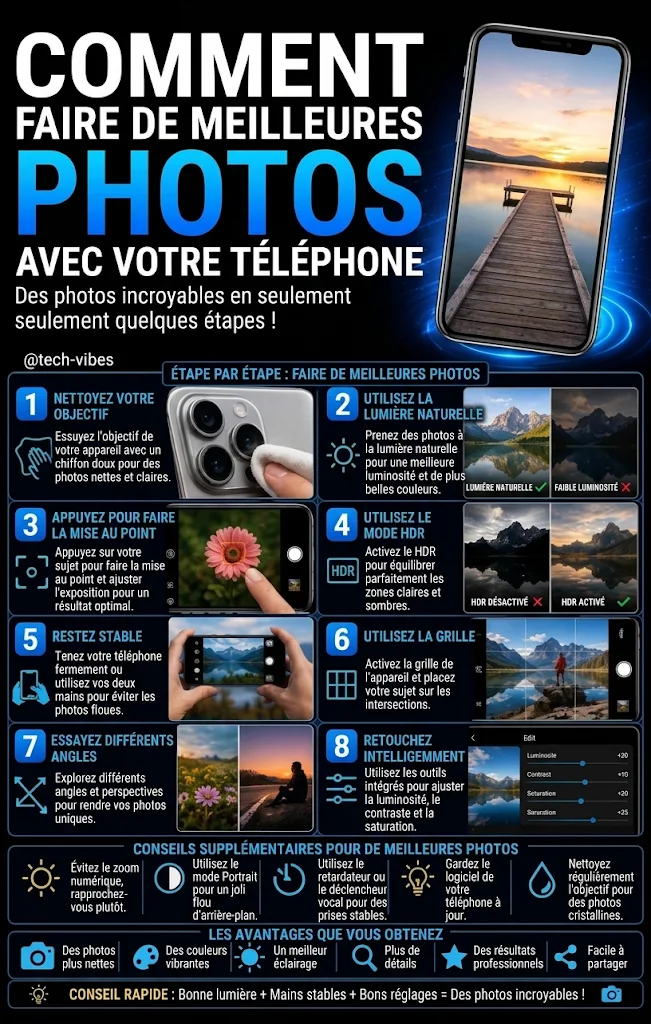 COMMENT
FAIRE DE MEILLEURES
PHOTOS
AVEC VOTRE TÉLÉPHONE
Des photos incroyables en seulement
seulement quelques étapes !
@tech-vibes
ÉTAPE PAR ÉTAPE : FAIRE DE MEILLEURES PHOTOS
1
NETTOYEZ VOTRE
OBJECTIF
Essuyez l'objectif de
votre appareil avec un
chiffon doux pour des
photos nettes et claires.
2
UTILISEZ LA
LUMIÈRE NATURELLE
Prenez des photos à
la lumière naturelle
pour une meilleure
luminosité et de plus
belles couleurs.
LUMIÈRE NATURELLE
FAIBLE LUMINOSITÉ
3
APPUYEZ POUR FAIRE
LA MISE AU POINT
Appuyez sur votre
sujet pour faire la mise
au point et ajuster
l'exposition pour un
résultat optimal.
4
UTILISEZ LE
MODE HDR
HDR
Activez le HDR
pour équilibrer
parfaitement les
zones claires et
sombres.
HDR DÉSACTIVÉ
HDR ACTIVÉ
5
RESTEZ STABLE
Tenez votre téléphone
fermement ou
utilisez vos deux
mains pour éviter les
photos floues.
6
UTILISEZ LA GRILLE
Activez la grille de
l'appareil et placez
votre sujet sur les
intersections.
7
ESSAYEZ DIFFÉRENTS
ANGLES
Explorez différents
angles et perspectives
pour rendre vos photos
uniques.
8
RETOUCHEZ
INTELLIGEMMENT
Utilisez les outils
intégrés pour ajuster
la luminosité, le
contraste et la
saturation.
Edit
Luminosite +20
Contrast +10
Seturation +20
Saruration +25
CONSEILS SUPPLÉMENTAIRES POUR DE MEILLEURES PHOTOS
Évitez le zoom
numérique,
rapprochez-
vous plutôt.
Utilisez le
mode Portrait
pour un joli
flou
d'arrière-plan.
Utilisez le
retardateur ou
le déclencheur
vocal pour des
prises stables.
Gardez le
logiciel de
votre
téléphone à
jour.
Nettoyez
régulièrement
l'objectif pour
des photos
cristallines.
LES AVANTAGES QUE VOUS OBTENEZ
Des photos
plus nettes
Des couleurs
vibrantes
Un meilleur
éclairage
Plus de
détails
Des résultats
professionnels
Facile à
partager
CONSEIL RAPIDE : Bonne lumière + Mains stables + Bons réglages = Des photos incroyables !